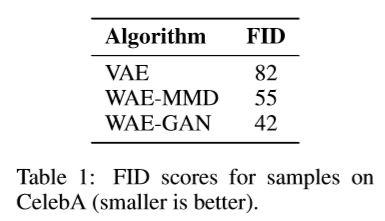 Algorithm FID
VAE 82
WAE-MMD 55
WAE-GAN 42
Table 1: FID scores for samples on
CelebA (smaller is better).